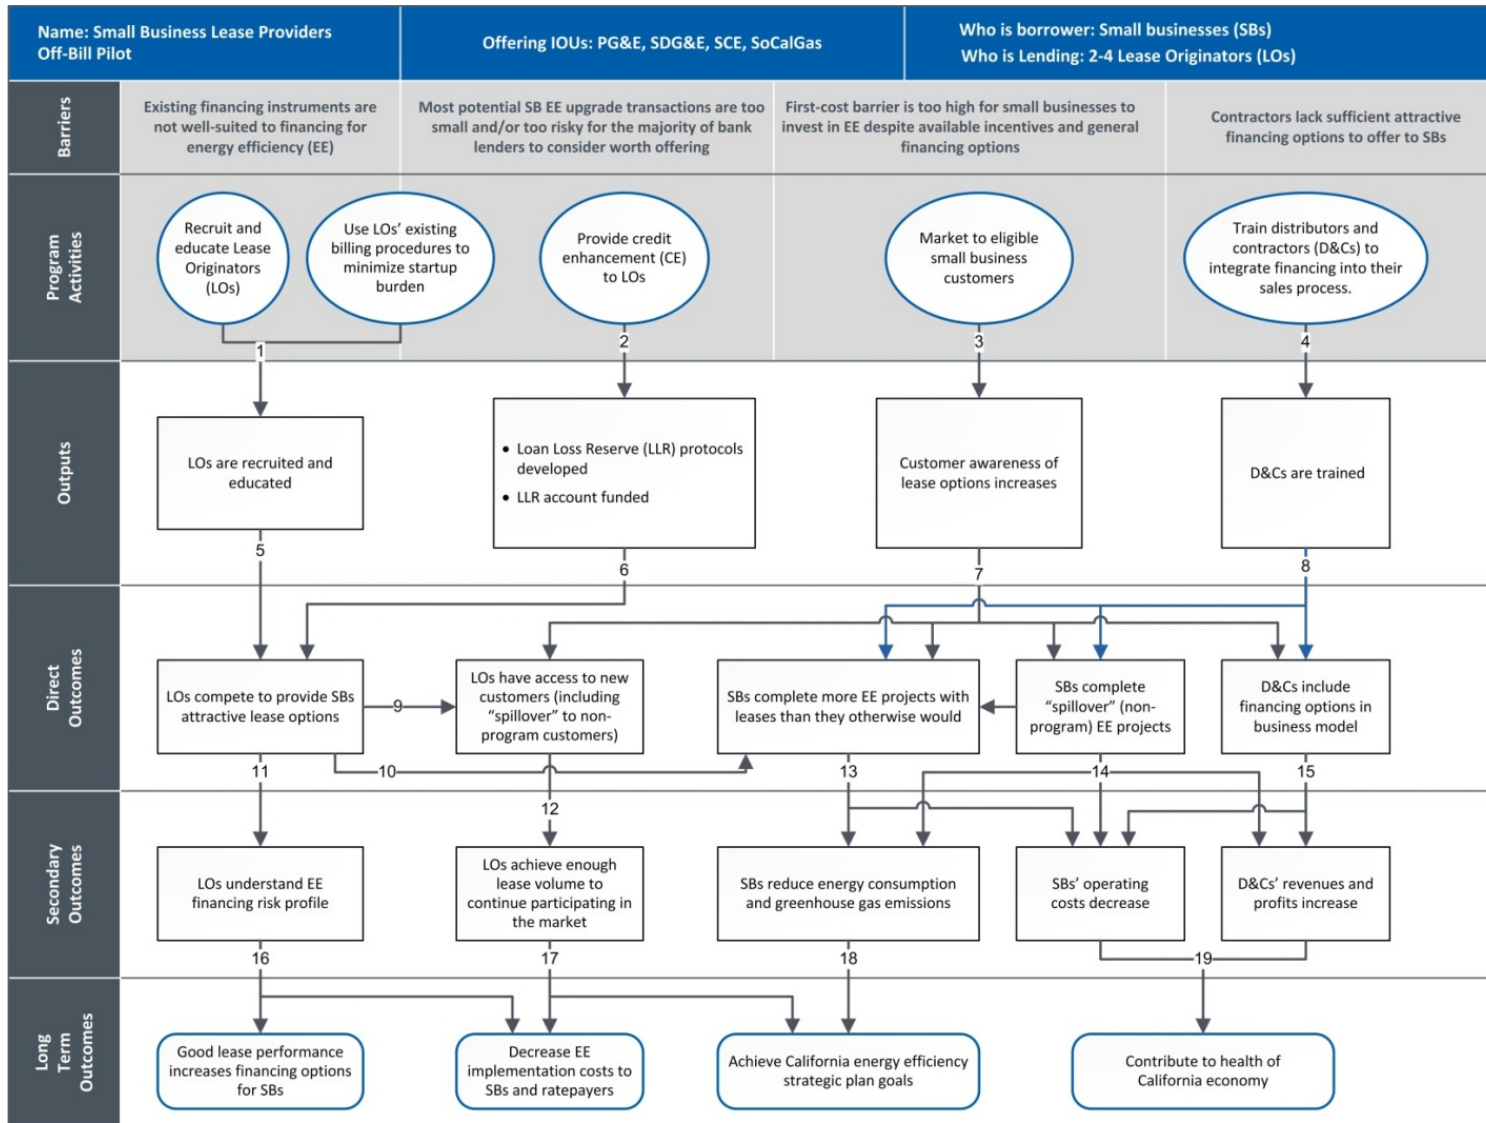 Name: Small Business Lease Providers
Off-Bill Pilot
Offering IOUs: PG&E, SDG&E, SCE, SoCalGas
Who is borrower: Small businesses (SBs)
Who is Lending: 2-4 Lease Originators (LOs)
Barriers
Existing financing instruments are
not well-suited to financing for
energy efficiency (EE)
Most potential SB EE upgrade transactions are too
small and/or too risky for the majority of bank
lenders to consider worth offering
First-cost barrier is too high for small businesses to
invest in EE despite available incentives and general
financing options
Contractors lack sufficient attractive
financing options to offer to SBs
Program
Activities
Recruit and
educate Lease
Originators
(LOs)
Use LOs’ existing
billing procedures to
minimize startup
burden
Provide credit
enhancement (CE)
to LOs
Market to eligible
small business
customers
Train distributors and
contractors (D&Cs) to
integrate financing into their
sales process.
1
2
3
4
Outputs
LOs are recruited and
educated
• Loan Loss Reserve (LLR) protocols
developed
• LLR account funded
Customer awareness of
lease options increases
D&Cs are trained
5
6
7
8
Direct
Outcomes
LOs compete to provide SBs
attractive lease options
9
LOs have access to new
customers (including
“spillover” to non-
program customers)
SBs complete more EE projects with
leases than they otherwise would
SBs complete
“spillover” (non-
program) EE projects
D&Cs include
financing options in
business model
11
10
13
14
15
12
Secondary
Outcomes
LOs understand EE
financing risk profile
LOs achieve enough
lease volume to
continue participating in
the market
SBs reduce energy consumption
and greenhouse gas emissions
SBs’ operating
costs decrease
D&Cs’ revenues and
profits increase
16
17
18
19
Long
Term
Outcomes
Good lease performance
increases financing options
for SBs
Decrease EE
implementation costs to
SBs and ratepayers
Achieve California energy efficiency
strategic plan goals
Contribute to health of
California economy